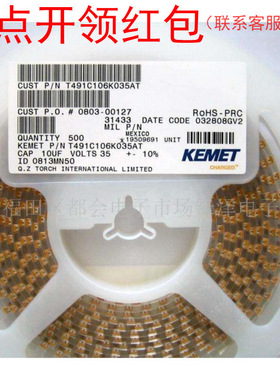 联系客服
点开领红包
CUST P/N T491C106K035AT
CUST P.O. # 0803-00127
RoHS-PRC
31433 DATE CODE 032808GV2
MIL P/N
MEXICO
QUANTITY 500
*19509691 UNIT
KEMET P/N T491C106K035AT
CAP 10UF VOLTS 35 +- 10%
ID 0813MN50
G.Z TORCH INTERNATIONAL LIMITED
KEMET
CHARGED